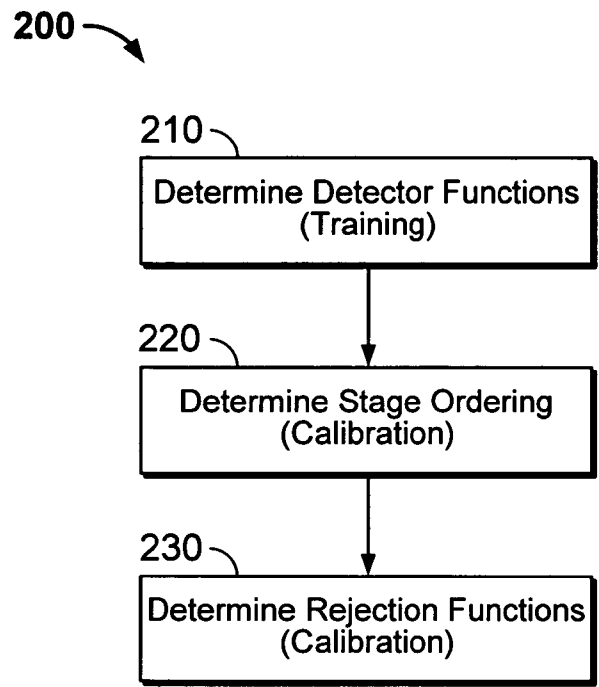 200
210
Determine Detector Functions
(Training)
220
Determine Stage Ordering
(Calibration)
230
Determine Rejection Functions
(Calibration)